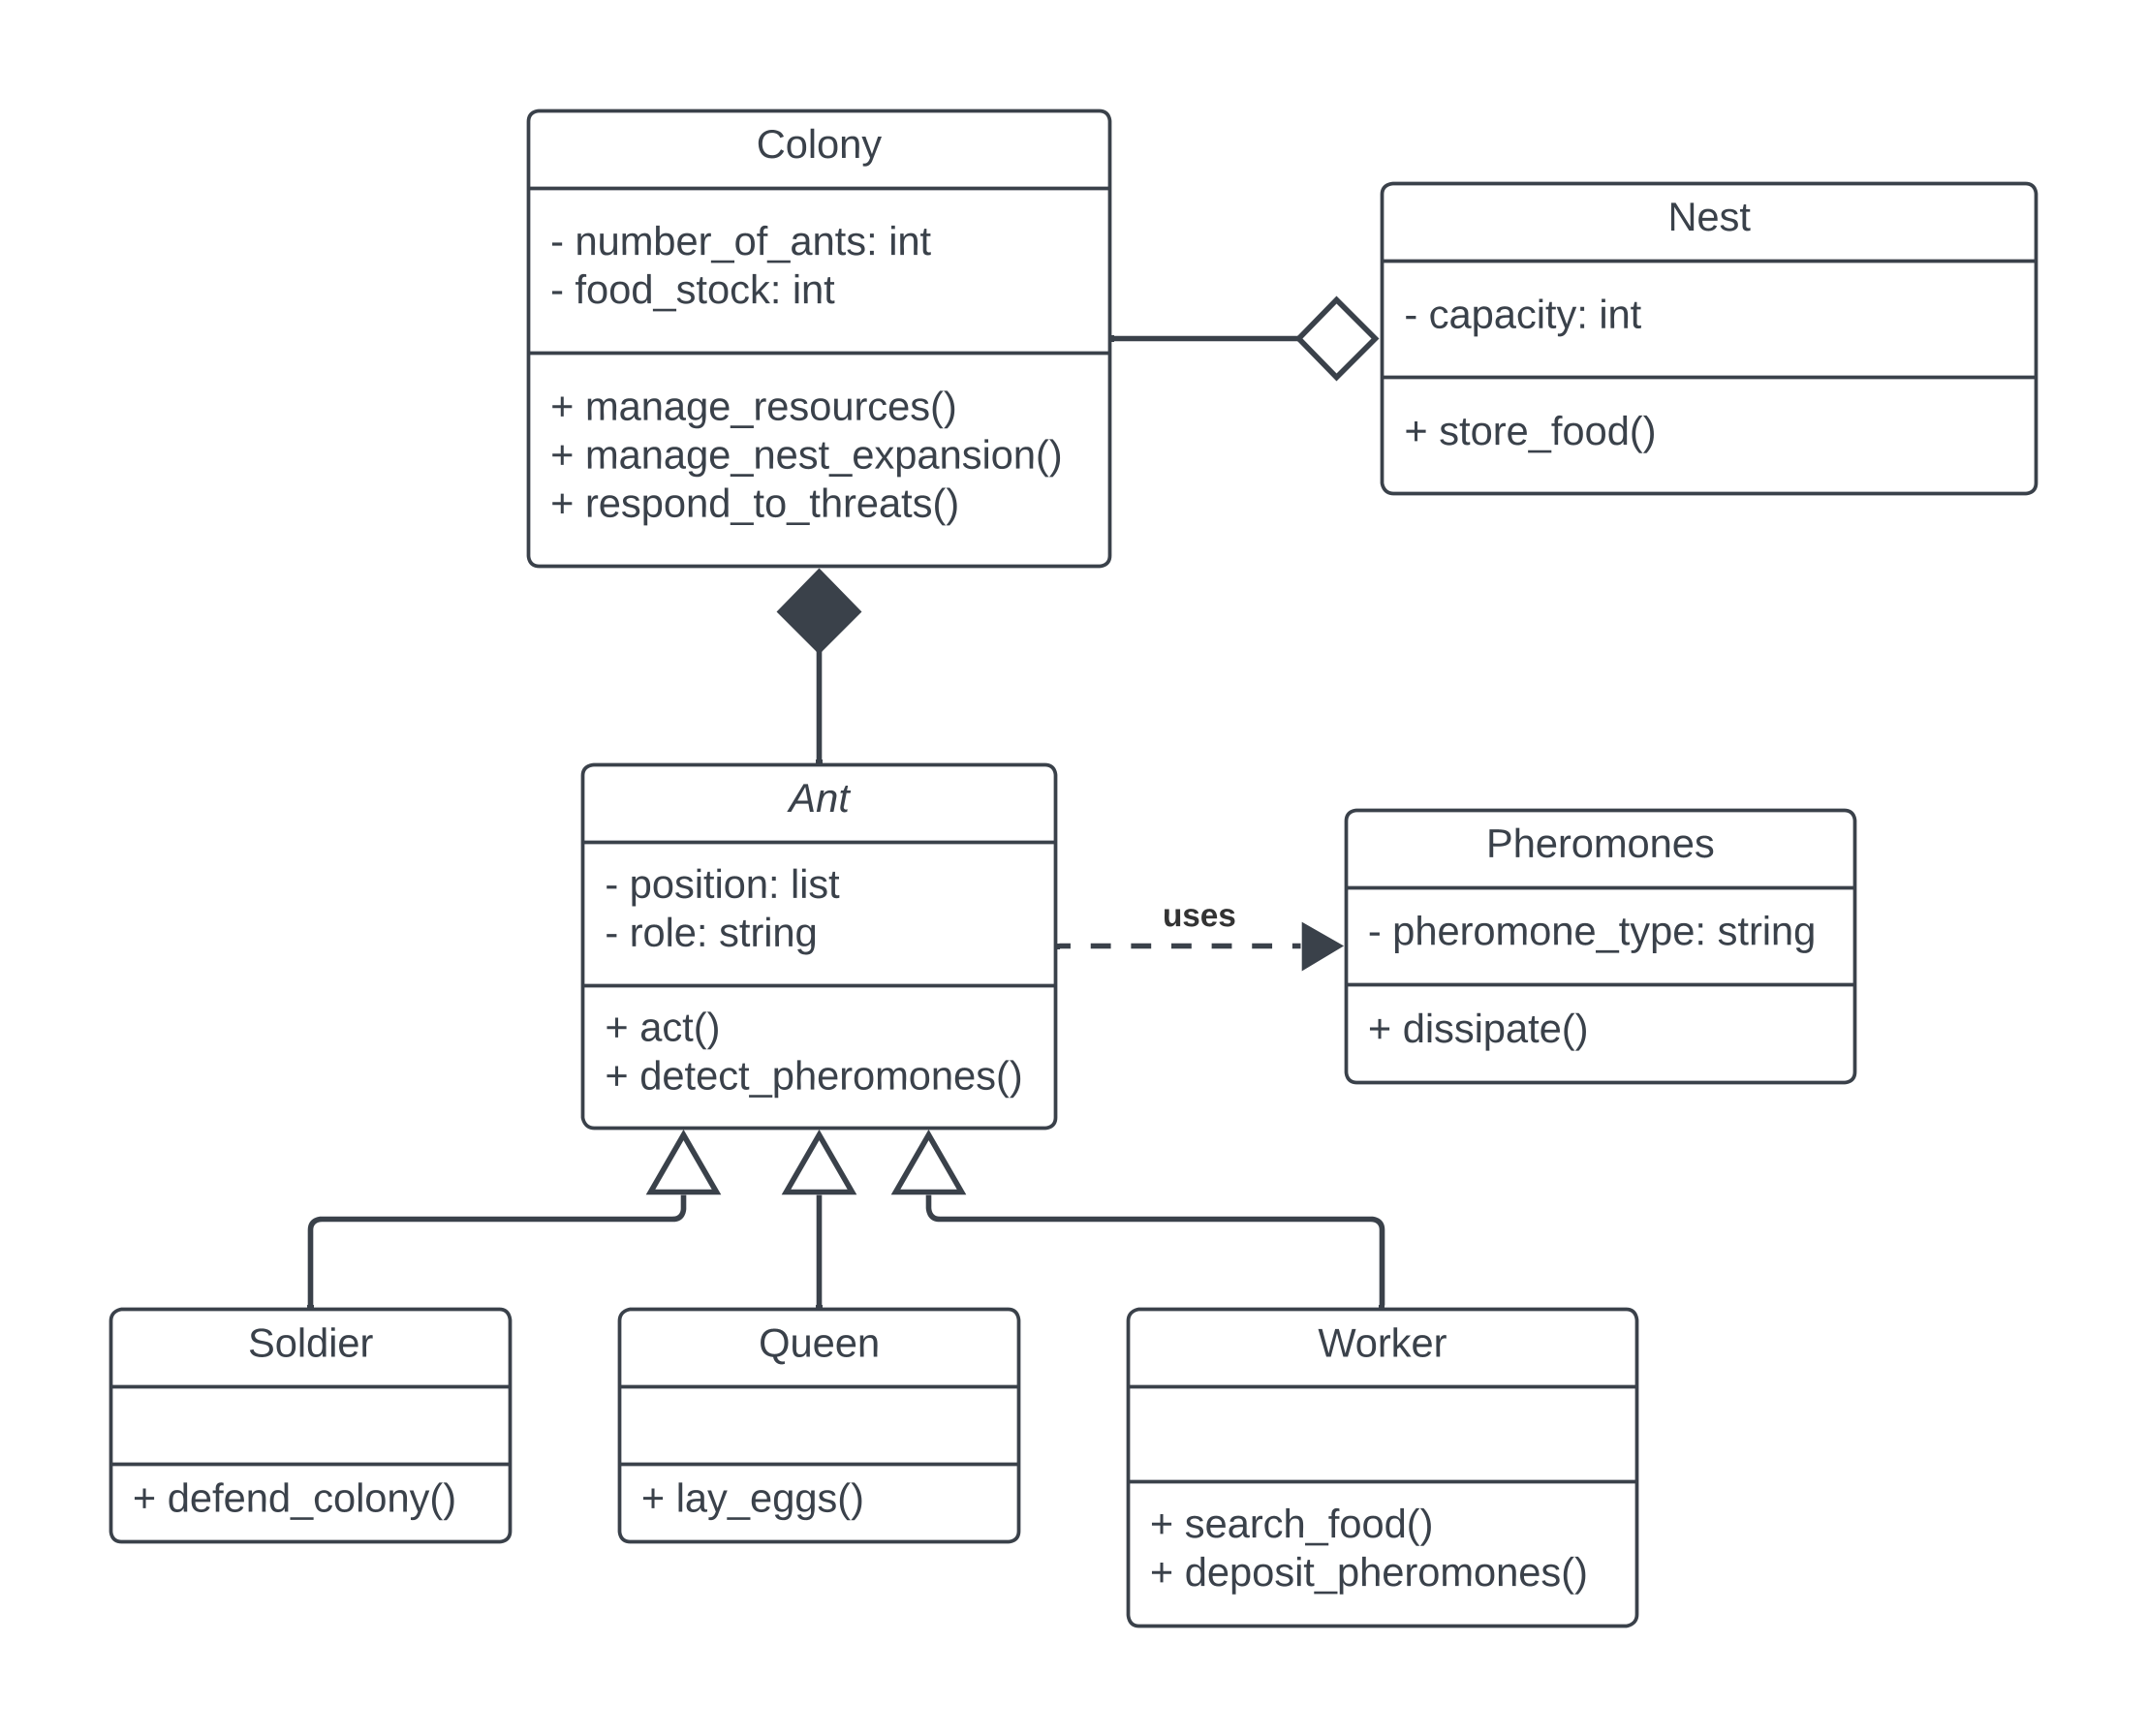 Colony
- number_of_ants: int
- food_stock: int
+ manage_resources()
+ manage_nest_expansion()
+ respond_to_threats()
Nest
- capacity: int
+ store_food()
Ant
- position: list
- role: string
+ act()
+ detect_pheromones()
uses
Pheromones
- pheromone_type: string
+ dissipate()
Soldier
+ defend_colony()
Queen
+ lay_eggs()
Worker
+ search_food()
+ deposit_pheromones()